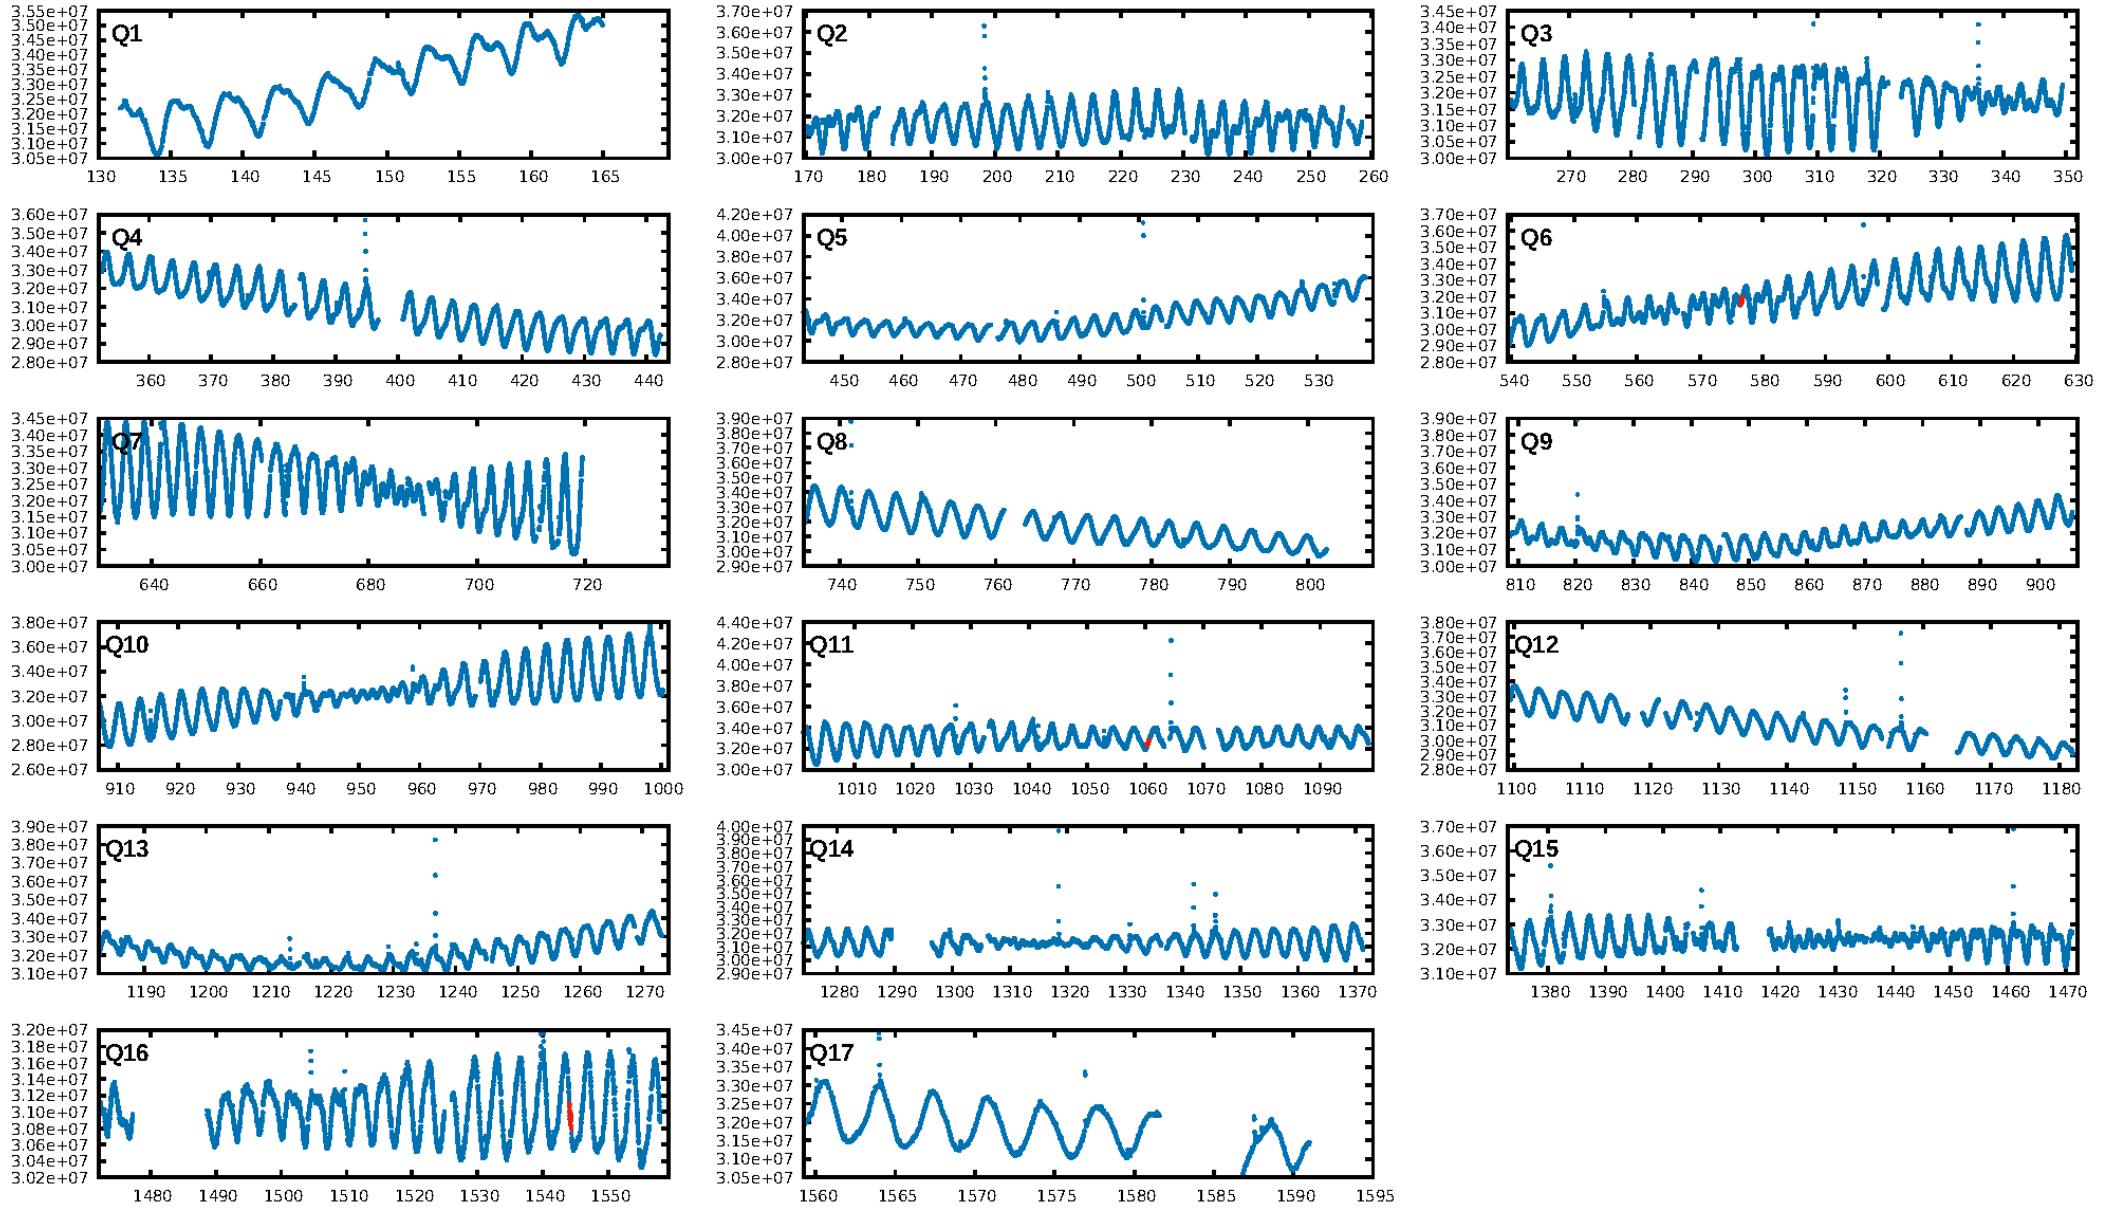 3.55e+07
3.50e+07
3.45e+07
3.40e+07
3.35e+07
3.30e+07
3.25e+07
3.20e+07
3.15e+07
3.10e+07
3.05e+07
Q1
130 135 140 145 150 155 160 165
3.70e+07
3.60e+07
3.50e+07
3.40e+07
3.30e+07
3.20e+07
3.10e+07
3.00e+07
Q2
170 180 190 200 210 220 230 240 250 260
3.45e+07
3.40e+07
3.35e+07
3.30e+07
3.25e+07
3.20e+07
3.15e+07
3.10e+07
3.05e+07
3.00e+07
Q3
270 280 290 300 310 320 330 340 350
3.60e+07
3.50e+07
3.40e+07
3.30e+07
3.20e+07
3.10e+07
3.00e+07
2.90e+07
2.80e+07
Q4
360 370 380 390 400 410 420 430 440
4.20e+07
4.00e+07
3.80e+07
3.60e+07
3.40e+07
3.20e+07
3.00e+07
2.80e+07
Q5
450 460 470 480 490 500 510 520 530
3.70e+07
3.60e+07
3.50e+07
3.40e+07
3.30e+07
3.20e+07
3.10e+07
3.00e+07
2.90e+07
2.80e+07
Q6
540 550 560 570 580 590 600 610 620 630
3.45e+07
3.40e+07
3.35e+07
3.30e+07
3.25e+07
3.20e+07
3.15e+07
3.10e+07
3.05e+07
3.00e+07
Q7
640 660 680 700 720
3.90e+07
3.80e+07
3.70e+07
3.60e+07
3.50e+07
3.40e+07
3.30e+07
3.20e+07
3.10e+07
3.00e+07
2.90e+07
Q8
740 750 760 770 780 790 800
3.90e+07
3.80e+07
3.70e+07
3.60e+07
3.50e+07
3.40e+07
3.30e+07
3.20e+07
3.10e+07
3.00e+07
Q9
810 820 830 840 850 860 870 880 890 900
3.80e+07
3.60e+07
3.40e+07
3.20e+07
3.00e+07
2.80e+07
2.60e+07
Q10
910 920 930 940 950 960 970 980 990 1000
4.40e+07
4.20e+07
4.00e+07
3.80e+07
3.60e+07
3.40e+07
3.20e+07
3.00e+07
Q11
1010 1020 1030 1040 1050 1060 1070 1080 1090
3.80e+07
3.70e+07
3.60e+07
3.50e+07
3.40e+07
3.30e+07
3.20e+07
3.10e+07
3.00e+07
2.90e+07
2.80e+07
Q12
1100 1110 1120 1130 1140 1150 1160 1170 1180
3.90e+07
3.80e+07
3.70e+07
3.60e+07
3.50e+07
3.40e+07
3.30e+07
3.20e+07
3.10e+07
Q13
1190 1200 1210 1220 1230 1240 1250 1260 1270
4.00e+07
3.90e+07
3.80e+07
3.70e+07
3.60e+07
3.50e+07
3.40e+07
3.30e+07
3.20e+07
3.10e+07
3.00e+07
2.90e+07
Q14
1280 1290 1300 1310 1320 1330 1340 1350 1360 1370
3.70e+07
3.60e+07
3.50e+07
3.40e+07
3.30e+07
3.20e+07
3.10e+07
Q15
1380 1390 1400 1410 1420 1430 1440 1450 1460 1470
3.20e+07
3.18e+07
3.16e+07
3.14e+07
3.12e+07
3.10e+07
3.08e+07
3.06e+07
3.04e+07
3.02e+07
Q16
1480 1490 1500 1510 1520 1530 1540 1550
3.45e+07
3.40e+07
3.35e+07
3.30e+07
3.25e+07
3.20e+07
3.15e+07
3.10e+07
3.05e+07
Q17
1560 1565 1570 1575 1580 1585 1590 1595